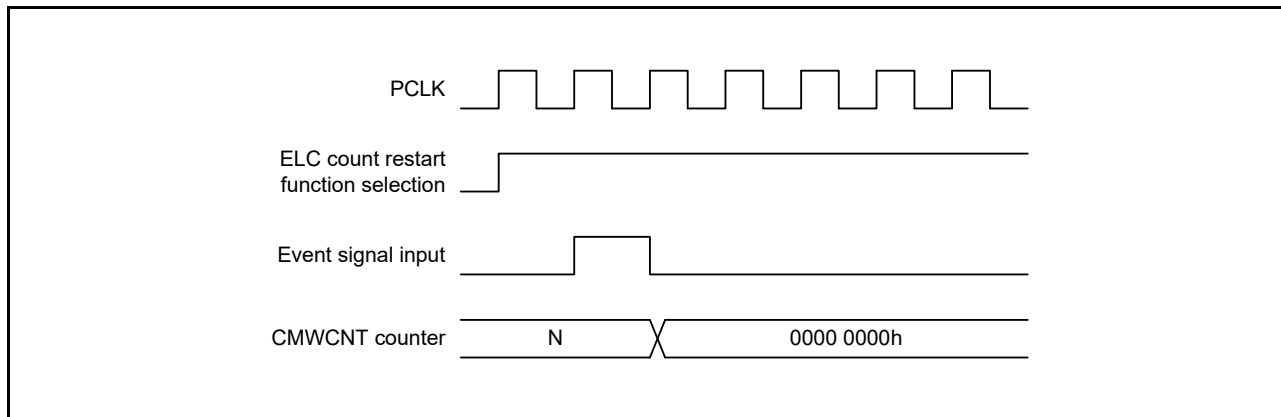 PCLK
ELC count restart
function selection
Event signal input
CMWCNT counter
N
0000 0000h